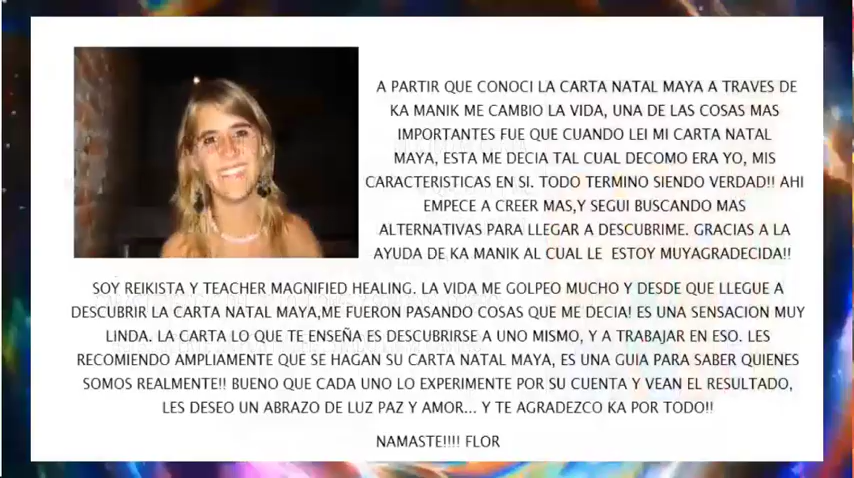 A PARTIR QUE CONOCI LA CARTA NATAL MAYA A TRAVES DE
KA MANIK ME CAMBIO LA VIDA, UNA DE LAS COSAS MAS
IMPORTANTES FUE QUE CUANDO LEI MI CARTA NATAL
MAYA, ESTA ME DECIA TAL CUAL DECOMO ERA YO, MIS
CARACTERISTICAS EN SI. TODO TERMINO SIENDO VERDAD!! AHI
EMPECE A CREER MAS,Y SEGUI BUSCANDO MAS
ALTERNATIVAS PARA LLEGAR A DESCUBRIME. GRACIAS A LA
AYUDA DE KA MANIK AL CUAL LE ESTOY MUYAGRADECIDA!!
SOY REIKISTA Y TEACHER MAGNIFIED HEALING. LA VIDA ME GOLPEO MUCHO Y DESDE QUE LLEGUE A
DESCUBRIR LA CARTA NATAL MAYA,ME FUERON PASANDO COSAS QUE ME DECIA! ES UNA SENSACION MUY
LINDA. LA CARTA LO QUE TE ENSEÑA ES DESCUBRIRSE A UNO MISMO, Y A TRABAJAR EN ESO. LES
RECOMIENDO AMPLIAMENTE QUE SE HAGAN SU CARTA NATAL MAYA, ES UNA GUIA PARA SABER QUIENES
SOMOS REALMENTE!! BUENO QUE CADA UNO LO EXPERIMENTE POR SU CUENTA Y VEAN EL RESULTADO,
LES DESEO UN ABRAZO DE LUZ PAZ Y AMOR... Y TE AGRADEZCO KA POR TODO!!
NAMASTE!!!! FLOR